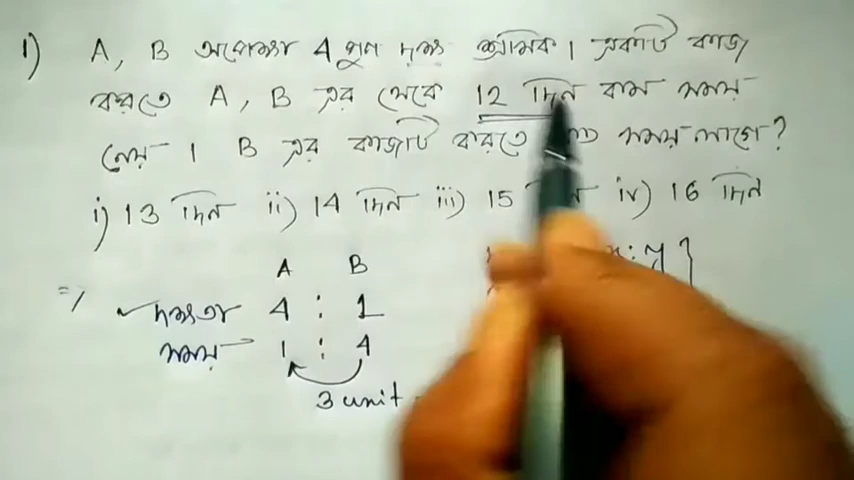 1) A, B অপেক্ষা 4 গুণ দক্ষ শ্রমিক। একটি কাজ
করতে A, B এর থেকে 12 দিন কম সময়
নেয়। B এর কাজটি করতে সময় লাগে?
i) 13 দিন ii) 14 দিন iii) 15 iv) 16 দিন
A B
=> দক্ষতা 4 : 1
সময় 1 : 4
3 unit